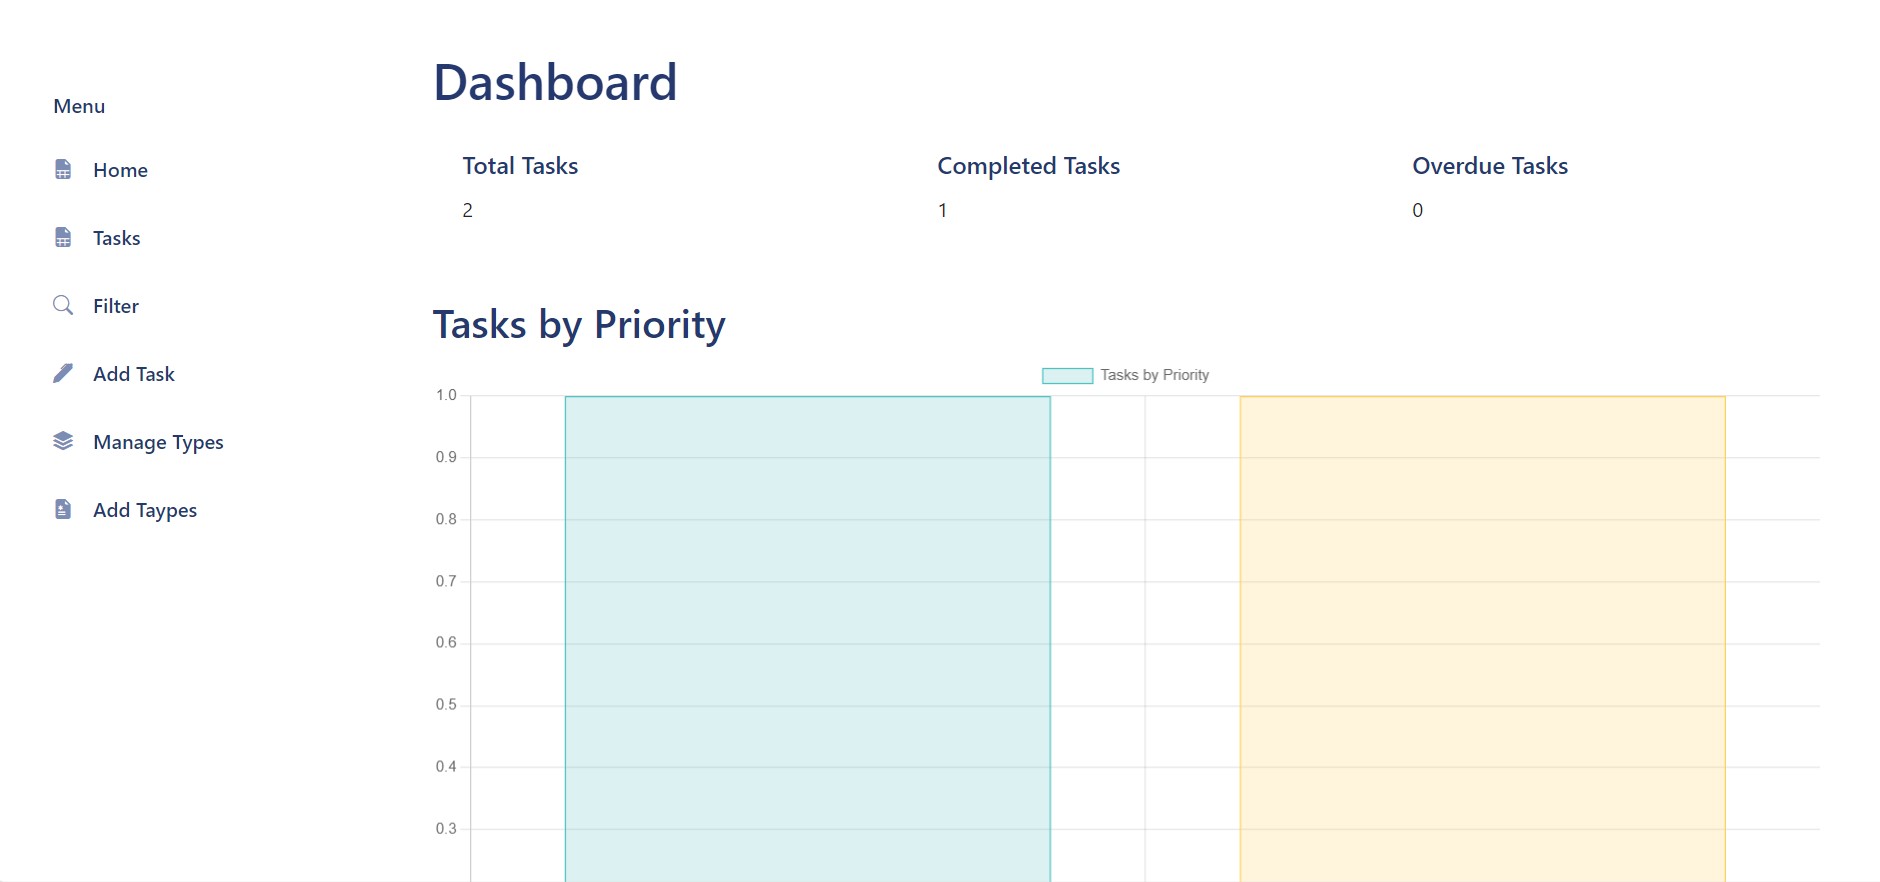 Menu
Home
Tasks
Filter
Add Task
Manage Types
Add Taypes
Dashboard
Total Tasks
2
Completed Tasks
1
Overdue Tasks
0
Tasks by Priority
Tasks by Priority
1.0
0.9
0.8
0.7
0.6
0.5
0.4
0.3